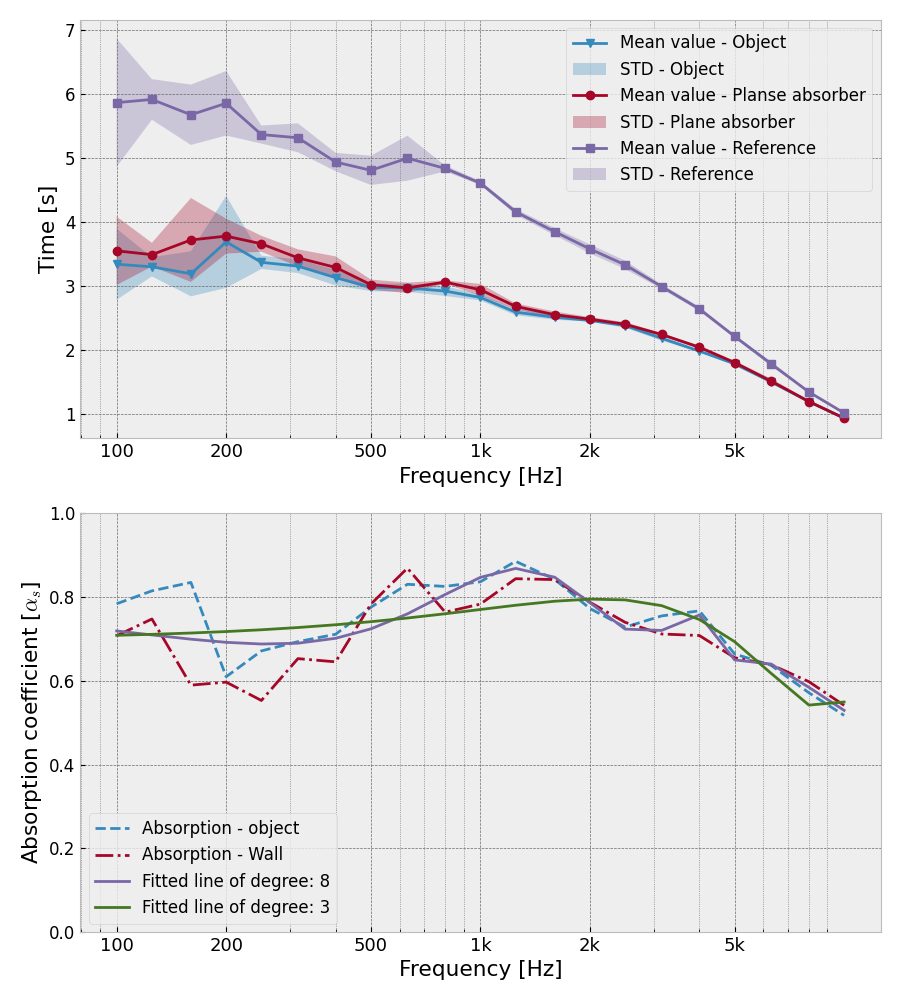 7
6
5
4
3
2
1
Time [s]
Mean value - Object
STD - Object
Mean value - Planse absorber
STD - Plane absorber
Mean value - Reference
STD - Reference
100 200 500 1k 2k 5k
Frequency [Hz]
1.0
0.8
0.6
0.4
0.2
0.0
Absorption coefficient [αs]
Absorption - object
Absorption - Wall
Fitted line of degree: 8
Fitted line of degree: 3
100 200 500 1k 2k 5k
Frequency [Hz]